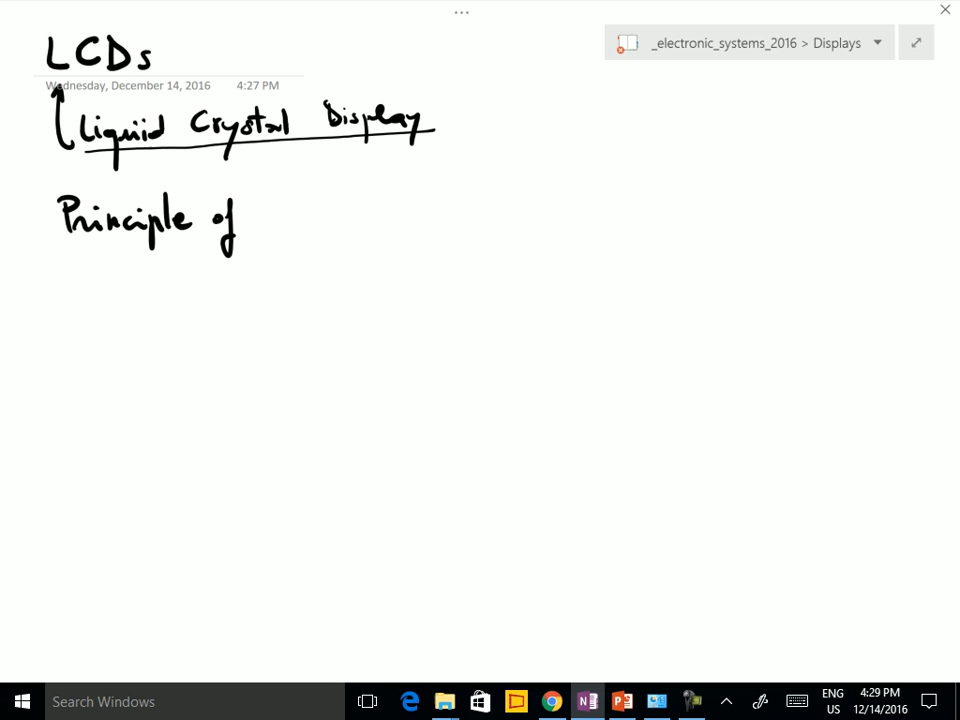 ...
LCDs
_electronic_systems_2016 > Displays
Wednesday, December 14, 2016 4:27 PM
Liquid Crystal Display
Principle of
Search Windows
ENG
US
4:29 PM
12/14/2016